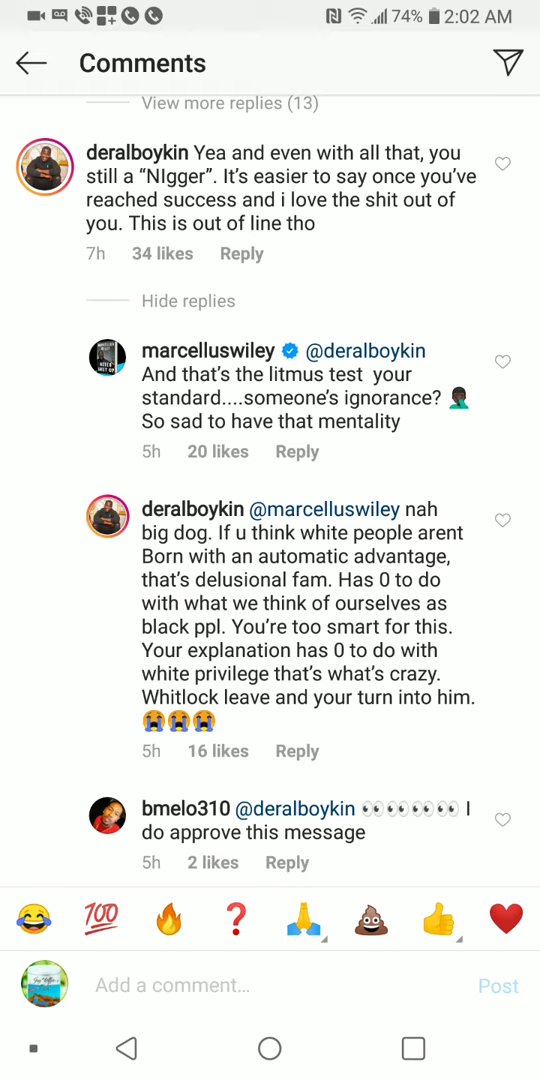 74% 2:02 AM
Comments
View more replies (13)
deralboykin Yea and even with all that, you
still a “NIgger”. It’s easier to say once you’ve
reached success and i love the shit out of
you. This is out of line tho
7h 34 likes Reply
Hide replies
marcelluswiley @deralboykin
And that’s the litmus test your
standard....someone’s ignorance? 🤦🏿‍♂️
So sad to have that mentality
5h 20 likes Reply
deralboykin @marcelluswiley nah
big dog. If u think white people arent
Born with an automatic advantage,
that’s delusional fam. Has 0 to do
with what we think of ourselves as
black ppl. You’re too smart for this.
Your explanation has 0 to do with
white privilege that’s what’s crazy.
Whitlock leave and your turn into him.
😭😭😭
5h 16 likes Reply
bmelo310 @deralboykin 👀👀👀👀 I
do approve this message
5h 2 likes Reply
😂 💯 🔥 ❓ 🙏 💩 👍 ❤️
Add a comment... Post